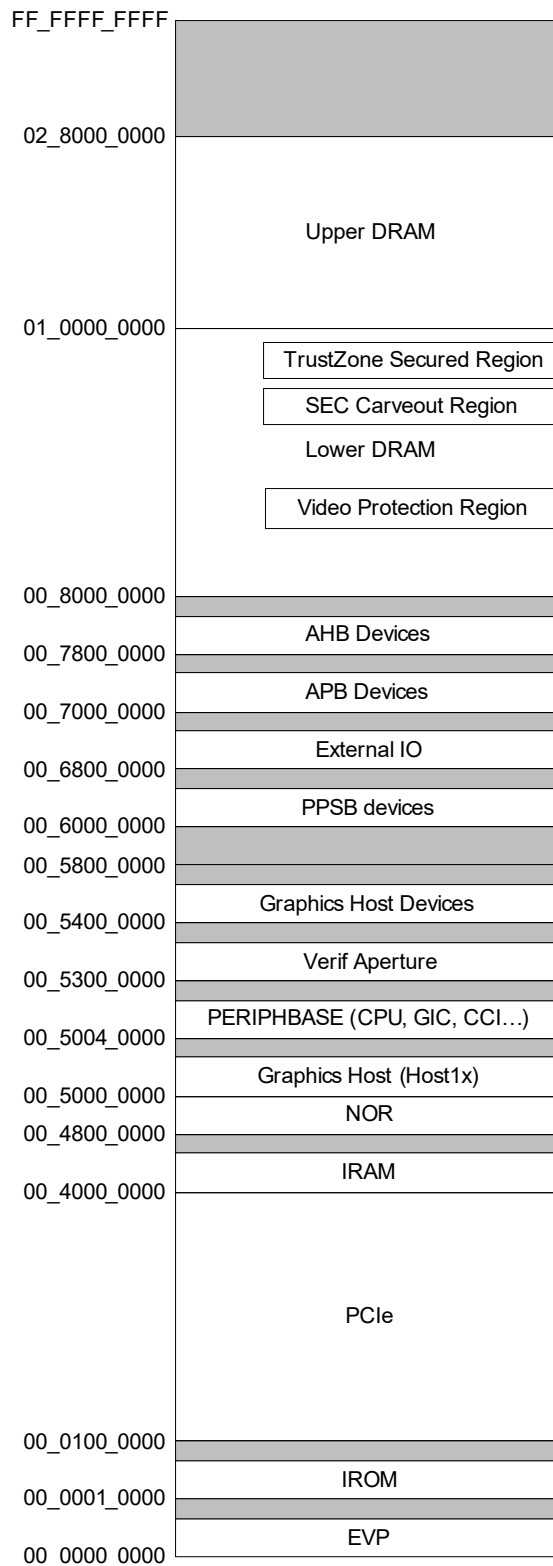 FF_FFFF_FFFF
02_8000_0000
Upper DRAM
01_0000_0000
TrustZone Secured Region
SEC Carveout Region
Lower DRAM
Video Protection Region
00_8000_0000
AHB Devices
00_7800_0000
APB Devices
00_7000_0000
External IO
00_6800_0000
PPSB devices
00_6000_0000
00_5800_0000
Graphics Host Devices
00_5400_0000
Verif Aperture
00_5300_0000
PERIPHBASE (CPU, GIC, CCI…)
00_5004_0000
Graphics Host (Host1x)
00_5000_0000
NOR
00_4800_0000
IRAM
00_4000_0000
PCIe
00_0100_0000
IROM
00_0001_0000
EVP
00_0000_0000